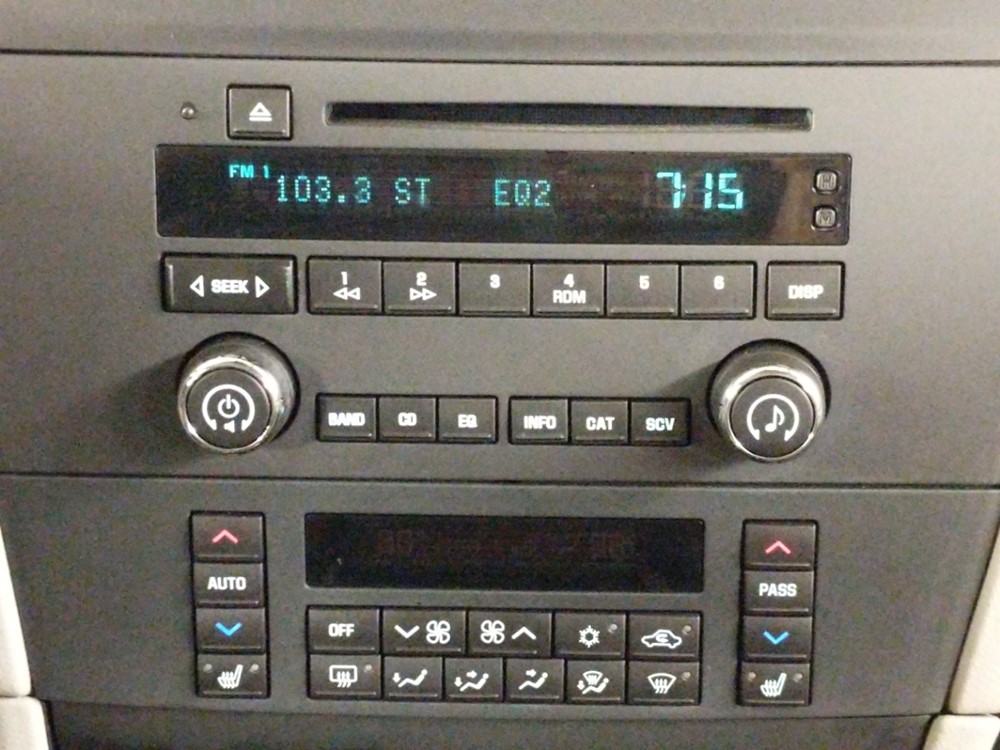 FM 1 103.3 ST EQ2 7 15
H
M
SEEK 1 2 3 4 5 6 DISP
RDM
BAND CD EQ INFO CAT SCV
AUTO PASS
OFF